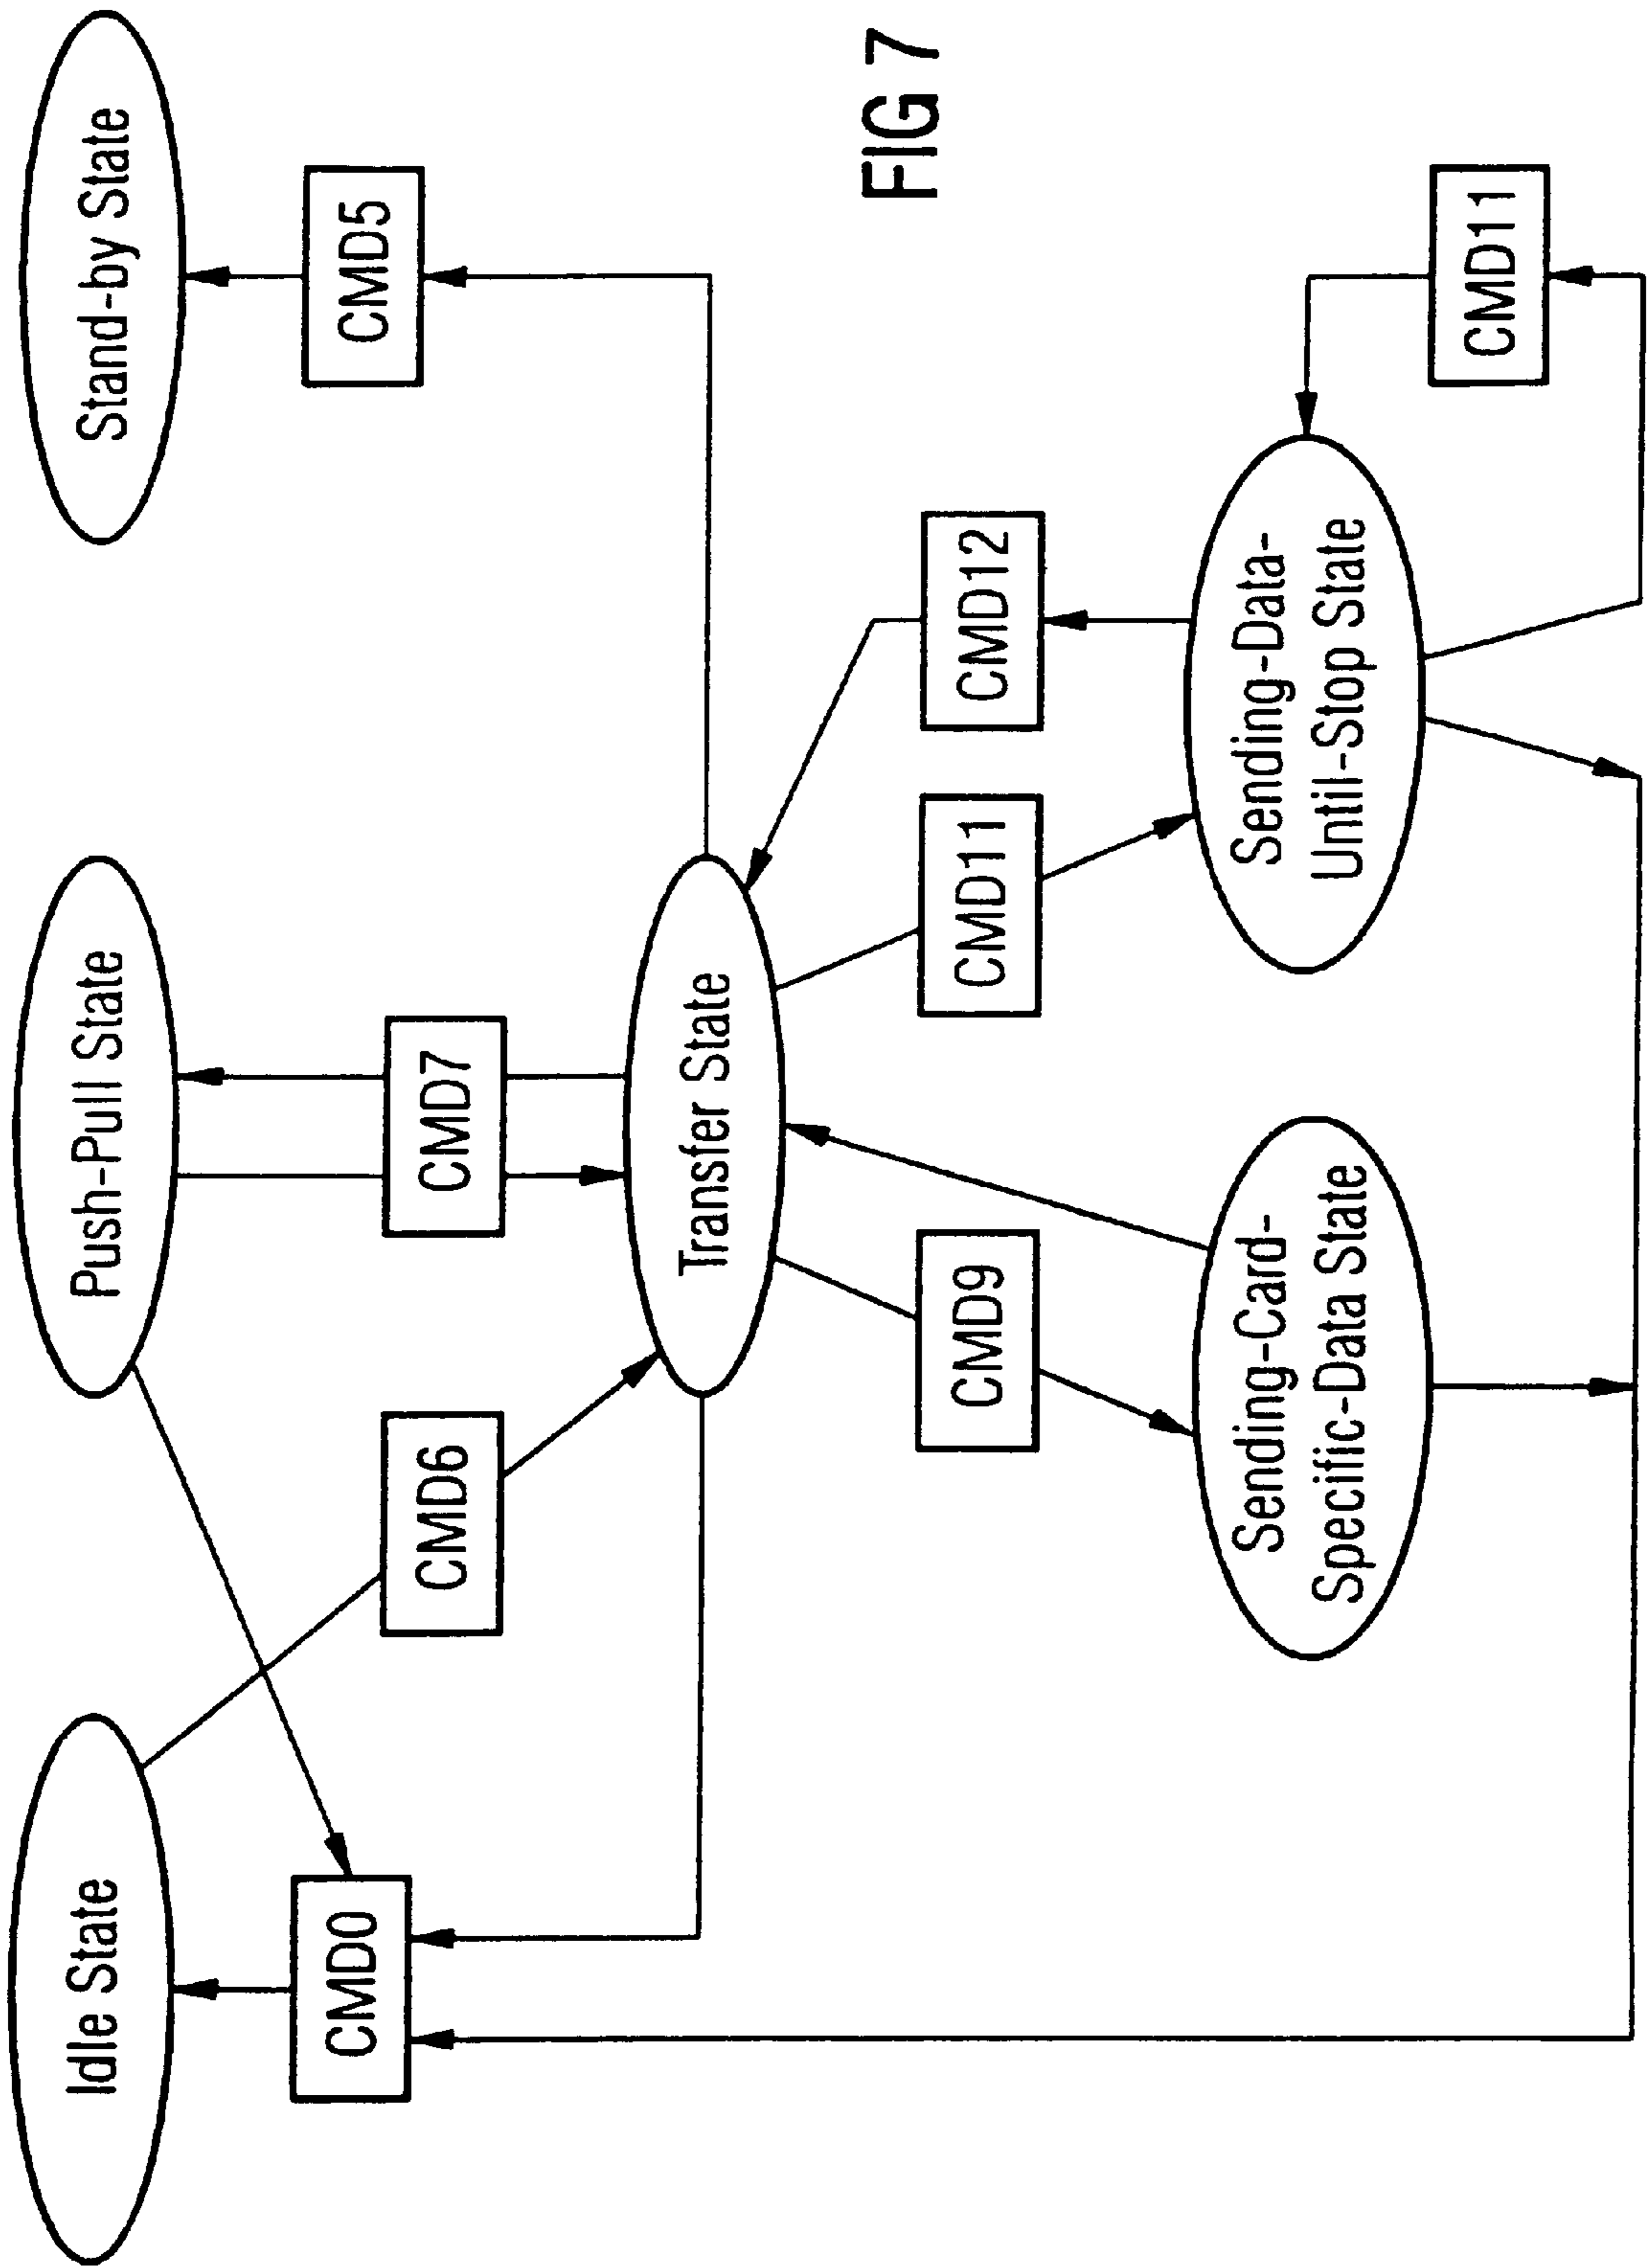 Idle State
Push-Pull State
Stand-by State
CMD0
CMD6
CMD7
CMD5
Transfer State
FIG 7
CMD9
CMD11
CMD12
Sending-Card-
Specific-Data State
Sending-Data-
Until-Stop State
CMD11